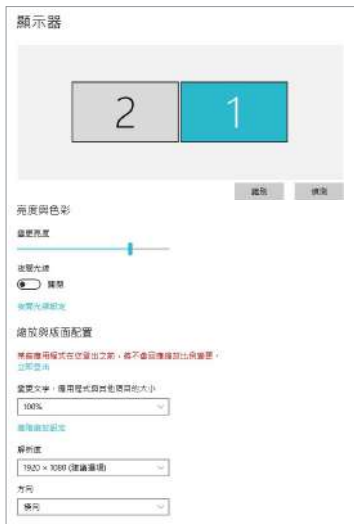 顯示器
2
1
識別
偵測
亮度與色彩
變更亮度
夜間光線
關閉
夜間光線設定
縮放與版面配置
某些應用程式在您登出之前，將不會回應縮放比例變更。
立即登出
變更文字、應用程式與其他項目的大小
100%
進階縮放設定
解析度
1920 × 1080 (建議選項)
方向
橫向